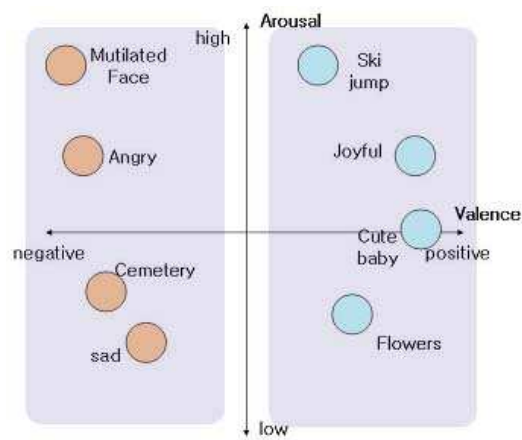 Arousal
high
Mutilated
Face
Ski
jump
Angry
Joyful
Valence
negative
Cute
baby
positive
Cemetery
sad
Flowers
low